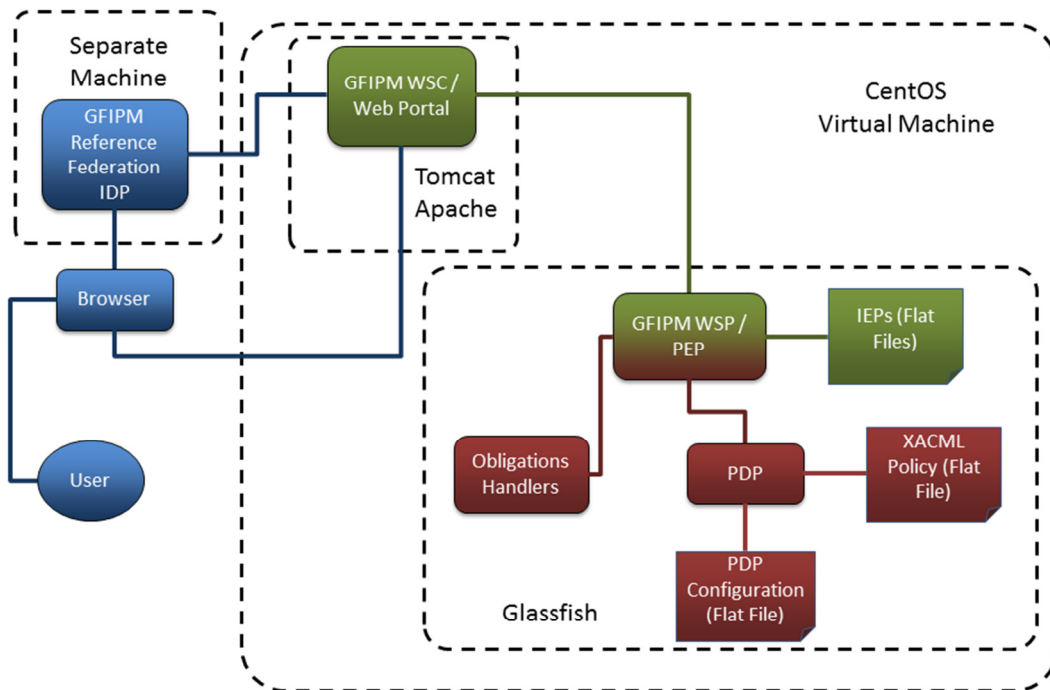 Separate
Machine
GFIPM
Reference
Federation
IDP
GFIPM WSC /
Web Portal
CentOS
Virtual Machine
Tomcat
Apache
Browser
GFIPM WSP /
PEP
IEPs (Flat
Files)
User
Obligations
Handlers
PDP
XACML
Policy (Flat
File)
PDP
Configuration
(Flat File)
Glassfish